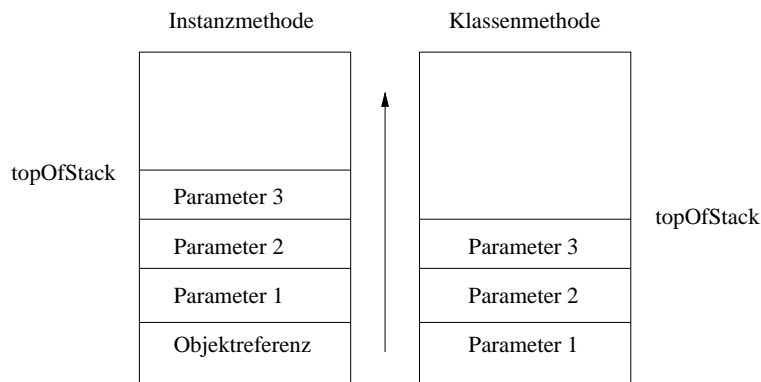 Instanzmethode
Klassenmethode
topOfStack
Parameter 3
Parameter 2
Parameter 1
Objektreferenz
topOfStack
Parameter 3
Parameter 2
Parameter 1